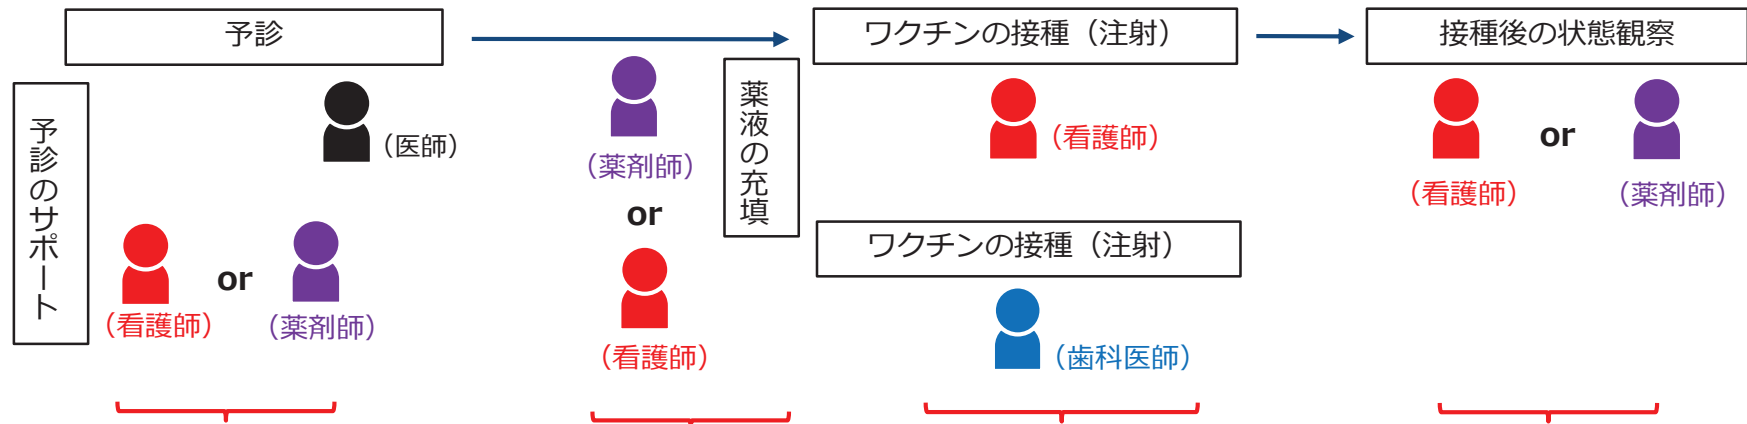 予診
予診のサポート
（医師）
（看護師）
or
（薬剤師）
（薬剤師）
or
（看護師）
薬液の充填
ワクチンの接種（注射）
（看護師）
ワクチンの接種（注射）
（歯科医師）
接種後の状態観察
（看護師）
or
（薬剤師）